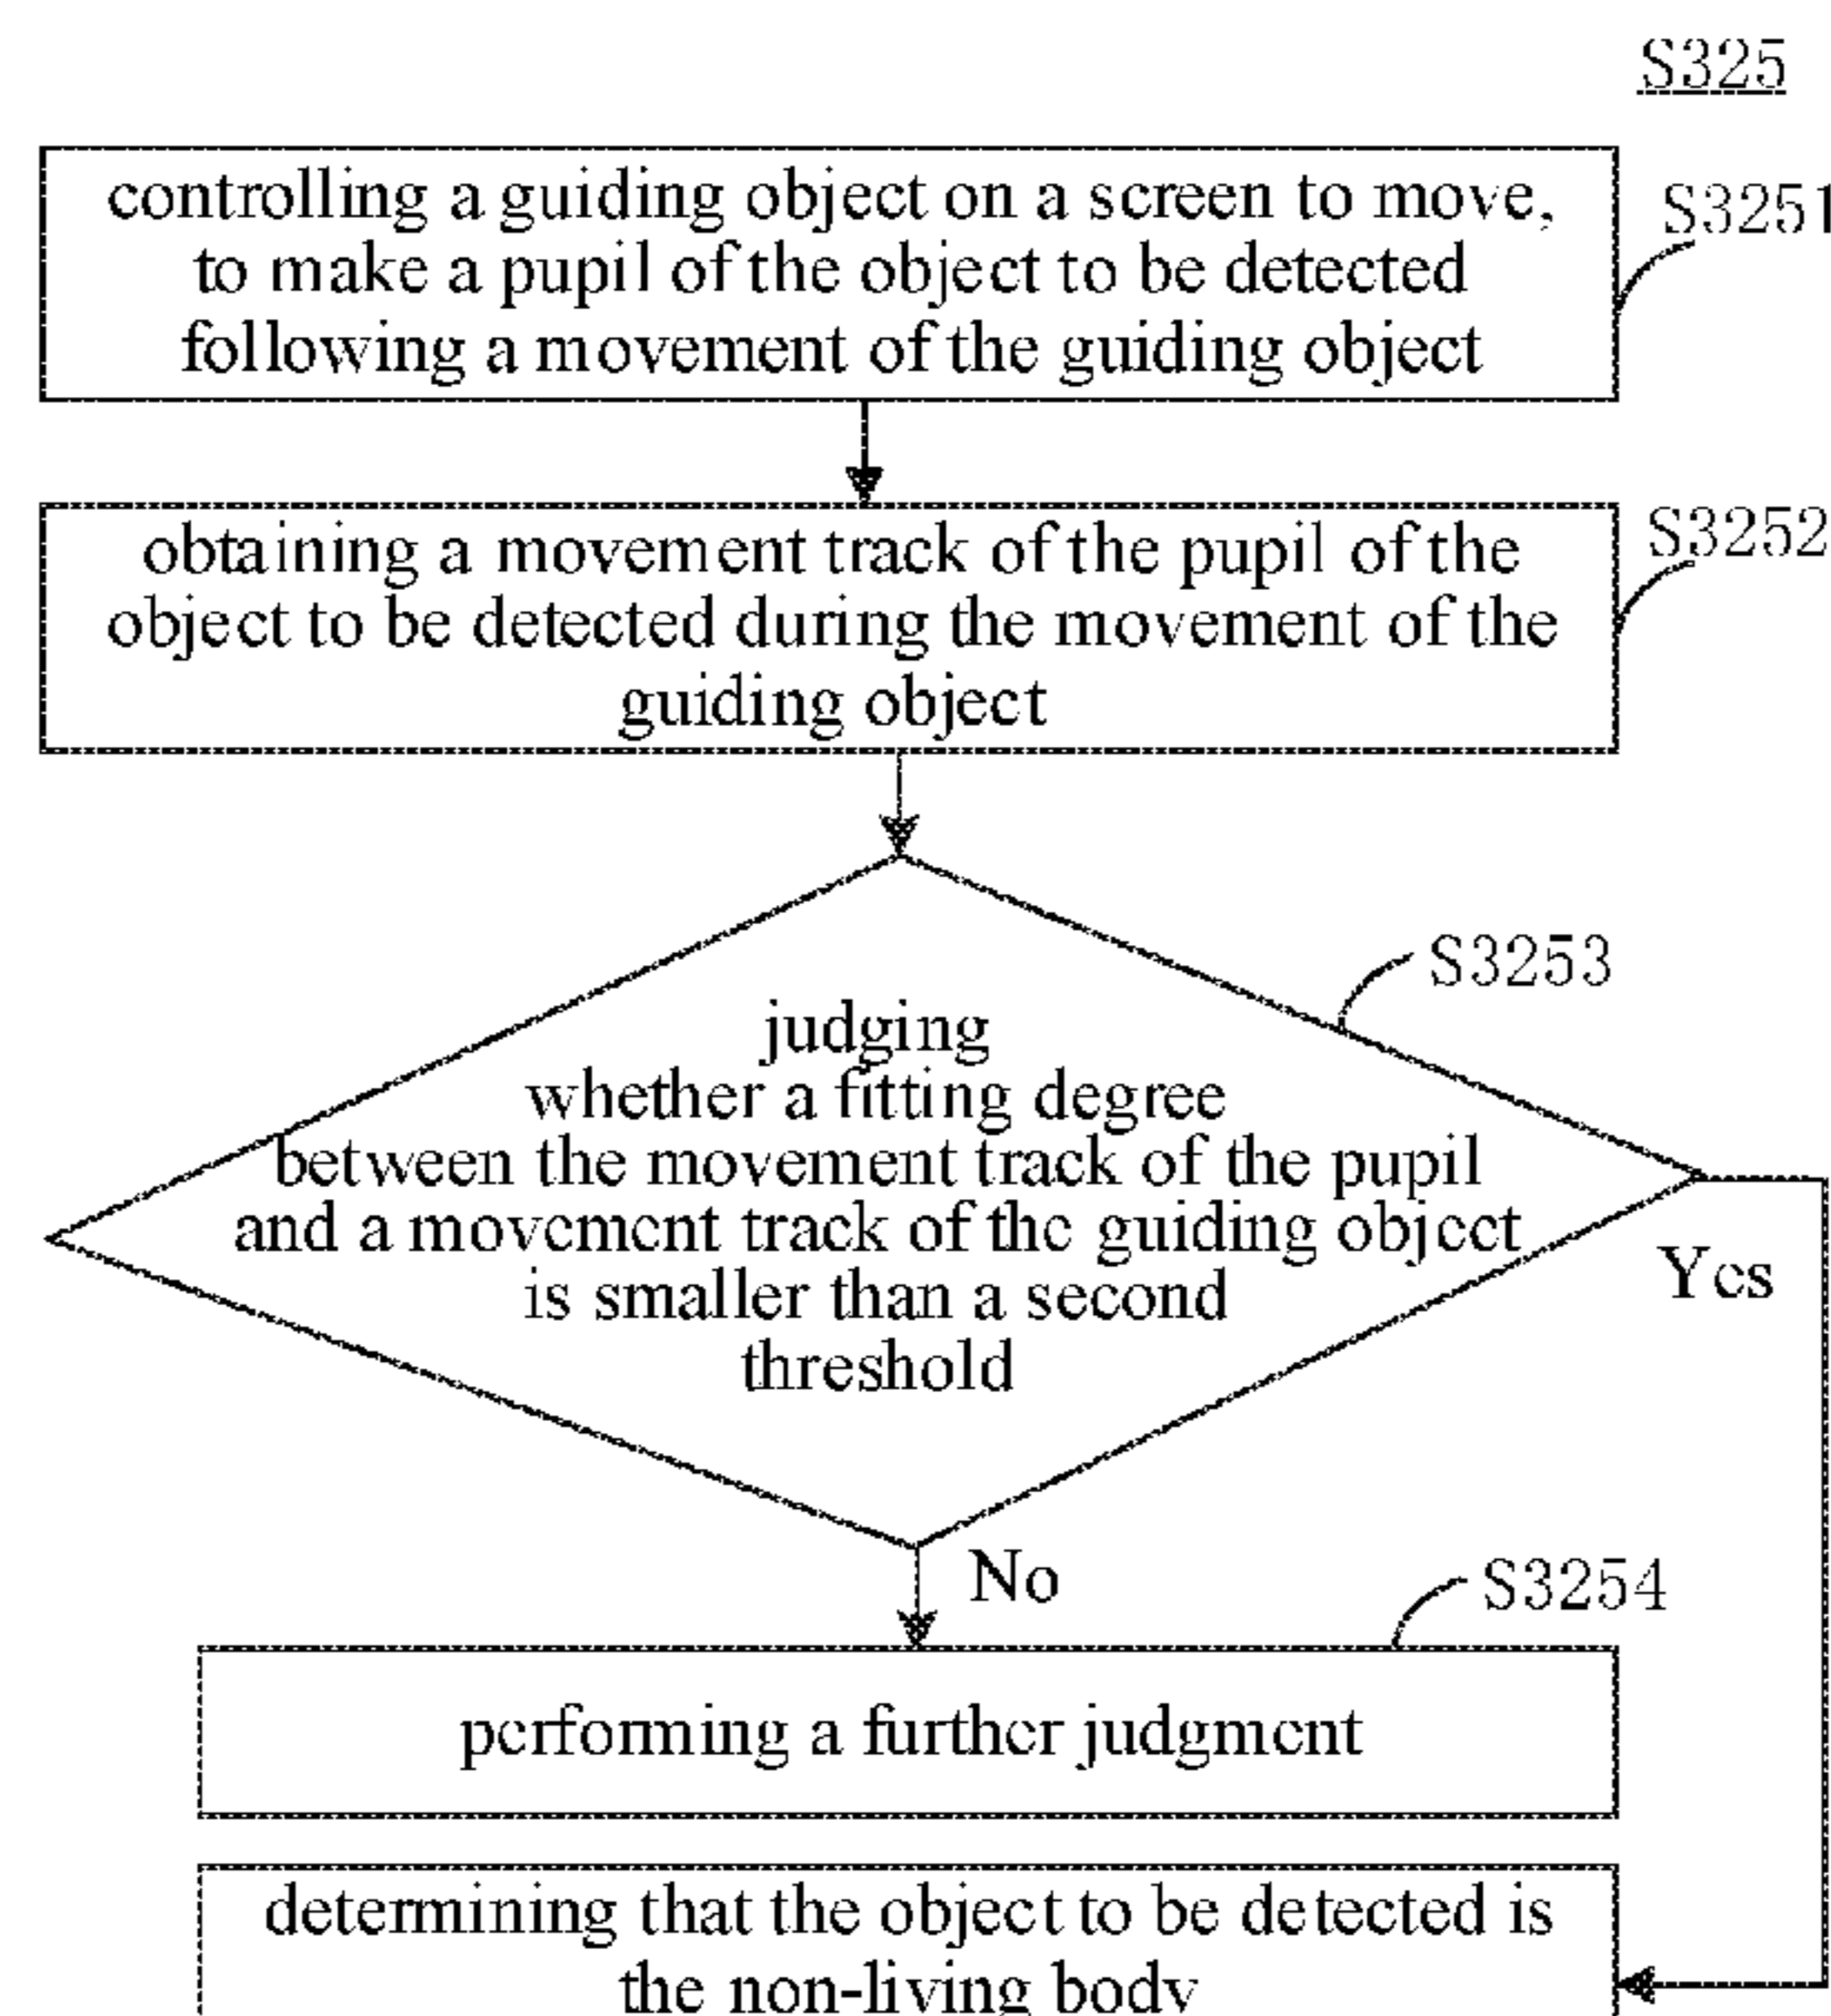 S325
controlling a guiding object on a screen to move,
to make a pupil of the object to be detected
following a movement of the guiding object
S3251
obtaining a movement track of the pupil of the
object to be detected during the movement of the
guiding object
S3252
judging
whether a fitting degree
between the movement track of the pupil
and a movement track of the guiding object
is smaller than a second
threshold
S3253
Yes
No
S3254
performing a further judgment
determining that the object to be detected is
the non-living body